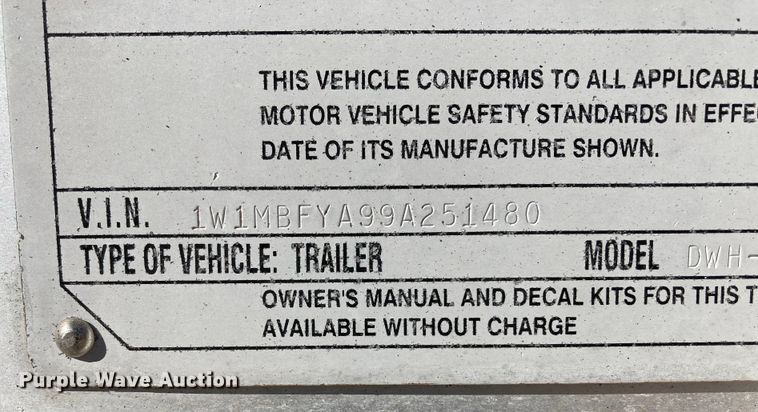 THIS VEHICLE CONFORMS TO ALL APPLICABLE
MOTOR VEHICLE SAFETY STANDARDS IN EFFE
DATE OF ITS MANUFACTURE SHOWN.
V.I.N. 1W1MBFYA99A251480
TYPE OF VEHICLE: TRAILER MODEL DWH-
OWNER'S MANUAL AND DECAL KITS FOR THIS T
AVAILABLE WITHOUT CHARGE
Purple Wave Auction